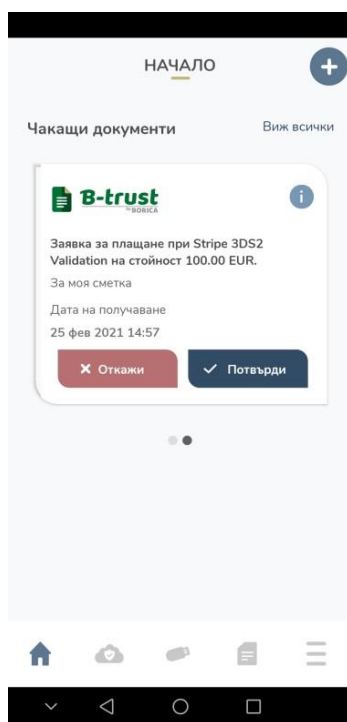 НАЧАЛО
Чакащи документи
Виж всички
B-trust
by BORICA
Заявка за плащане при Stripe 3DS2
Validation на стойност 100.00 EUR.
За моя сметка
Дата на получаване
25 фев 2021 14:57
Откажи
Потвърди